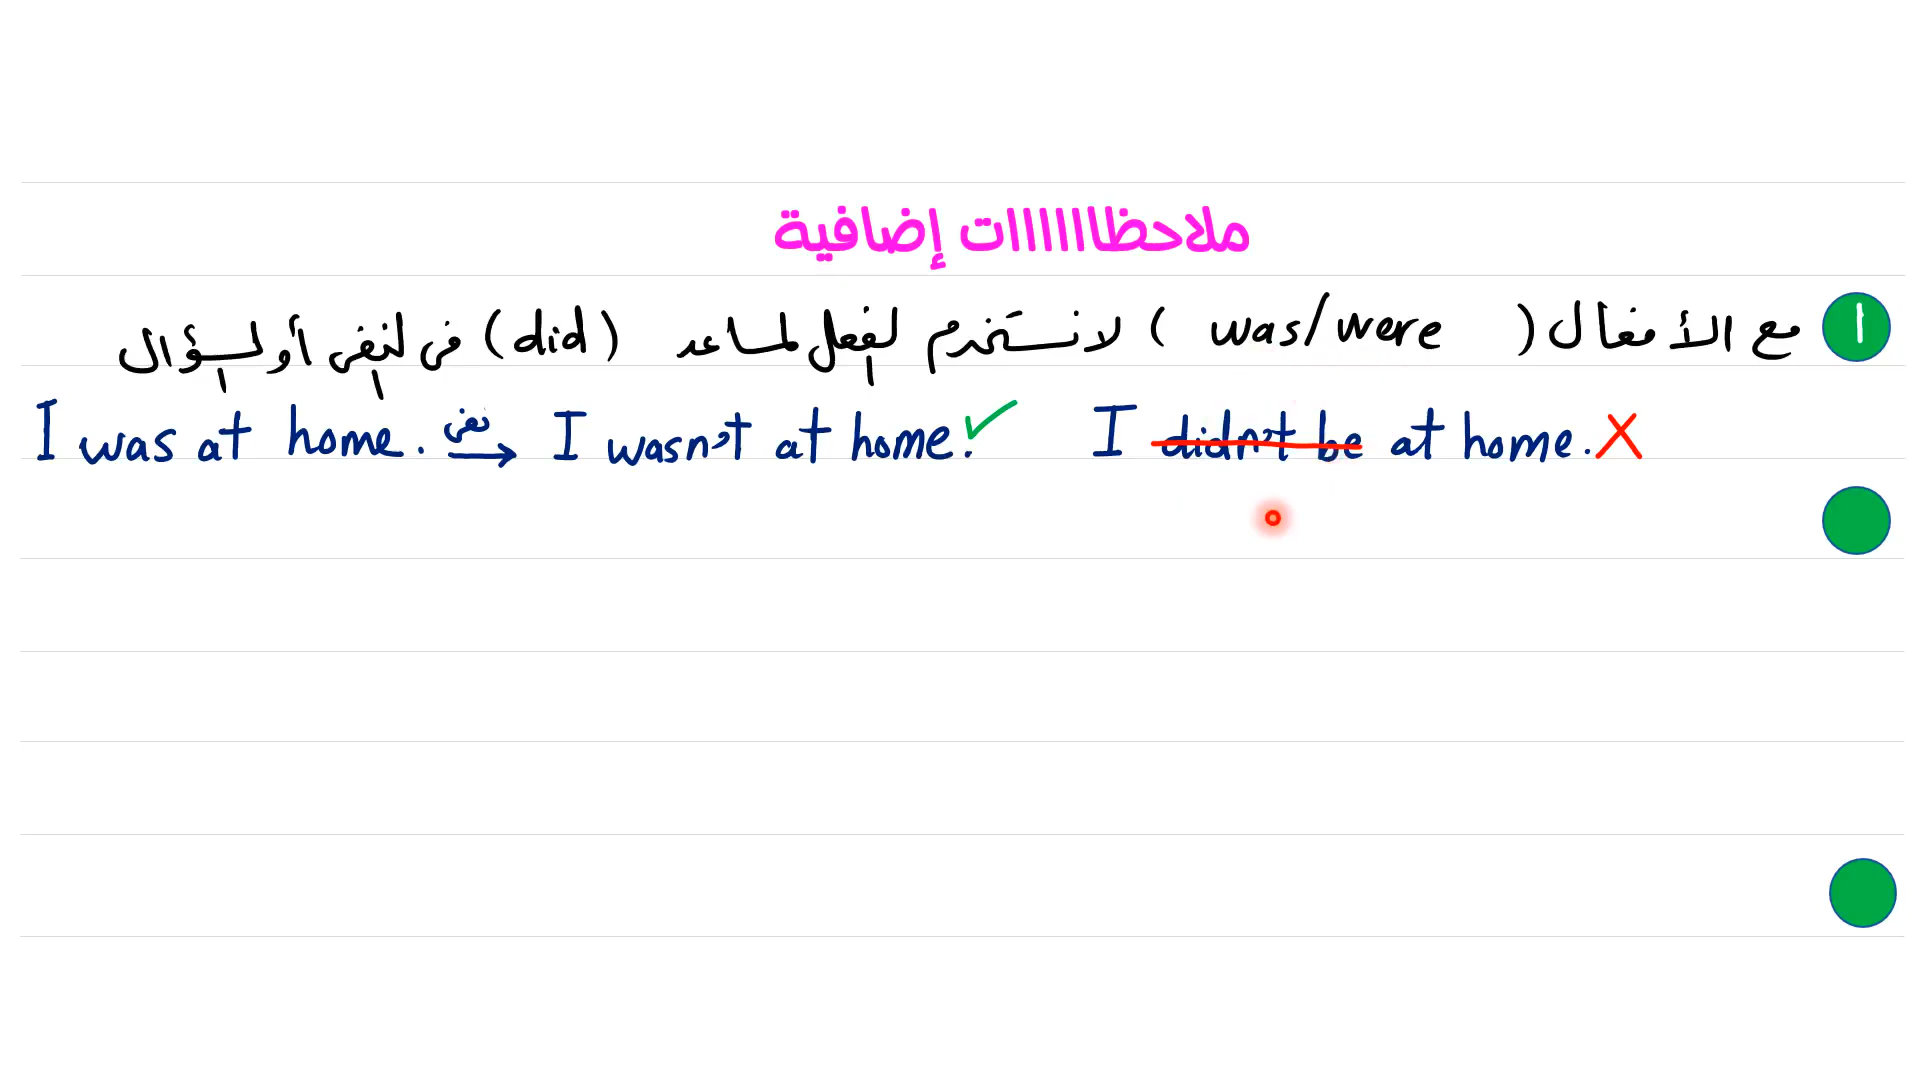 ملاحظاااااات إضافية
١ مع الأفعال ( was/were ) لا نستخدم الفعل المساعد (did) في النفي أو السؤال
I was at home. نفي → I wasn't at home. ✓ I didn't be at home. X